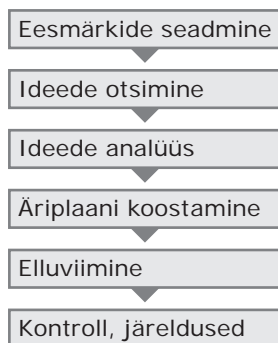 Eesmärkide seadmine
Ideede otsimine
Ideede analüüs
Äriplaani koostamine
Elluviimine
Kontroll, järeldused